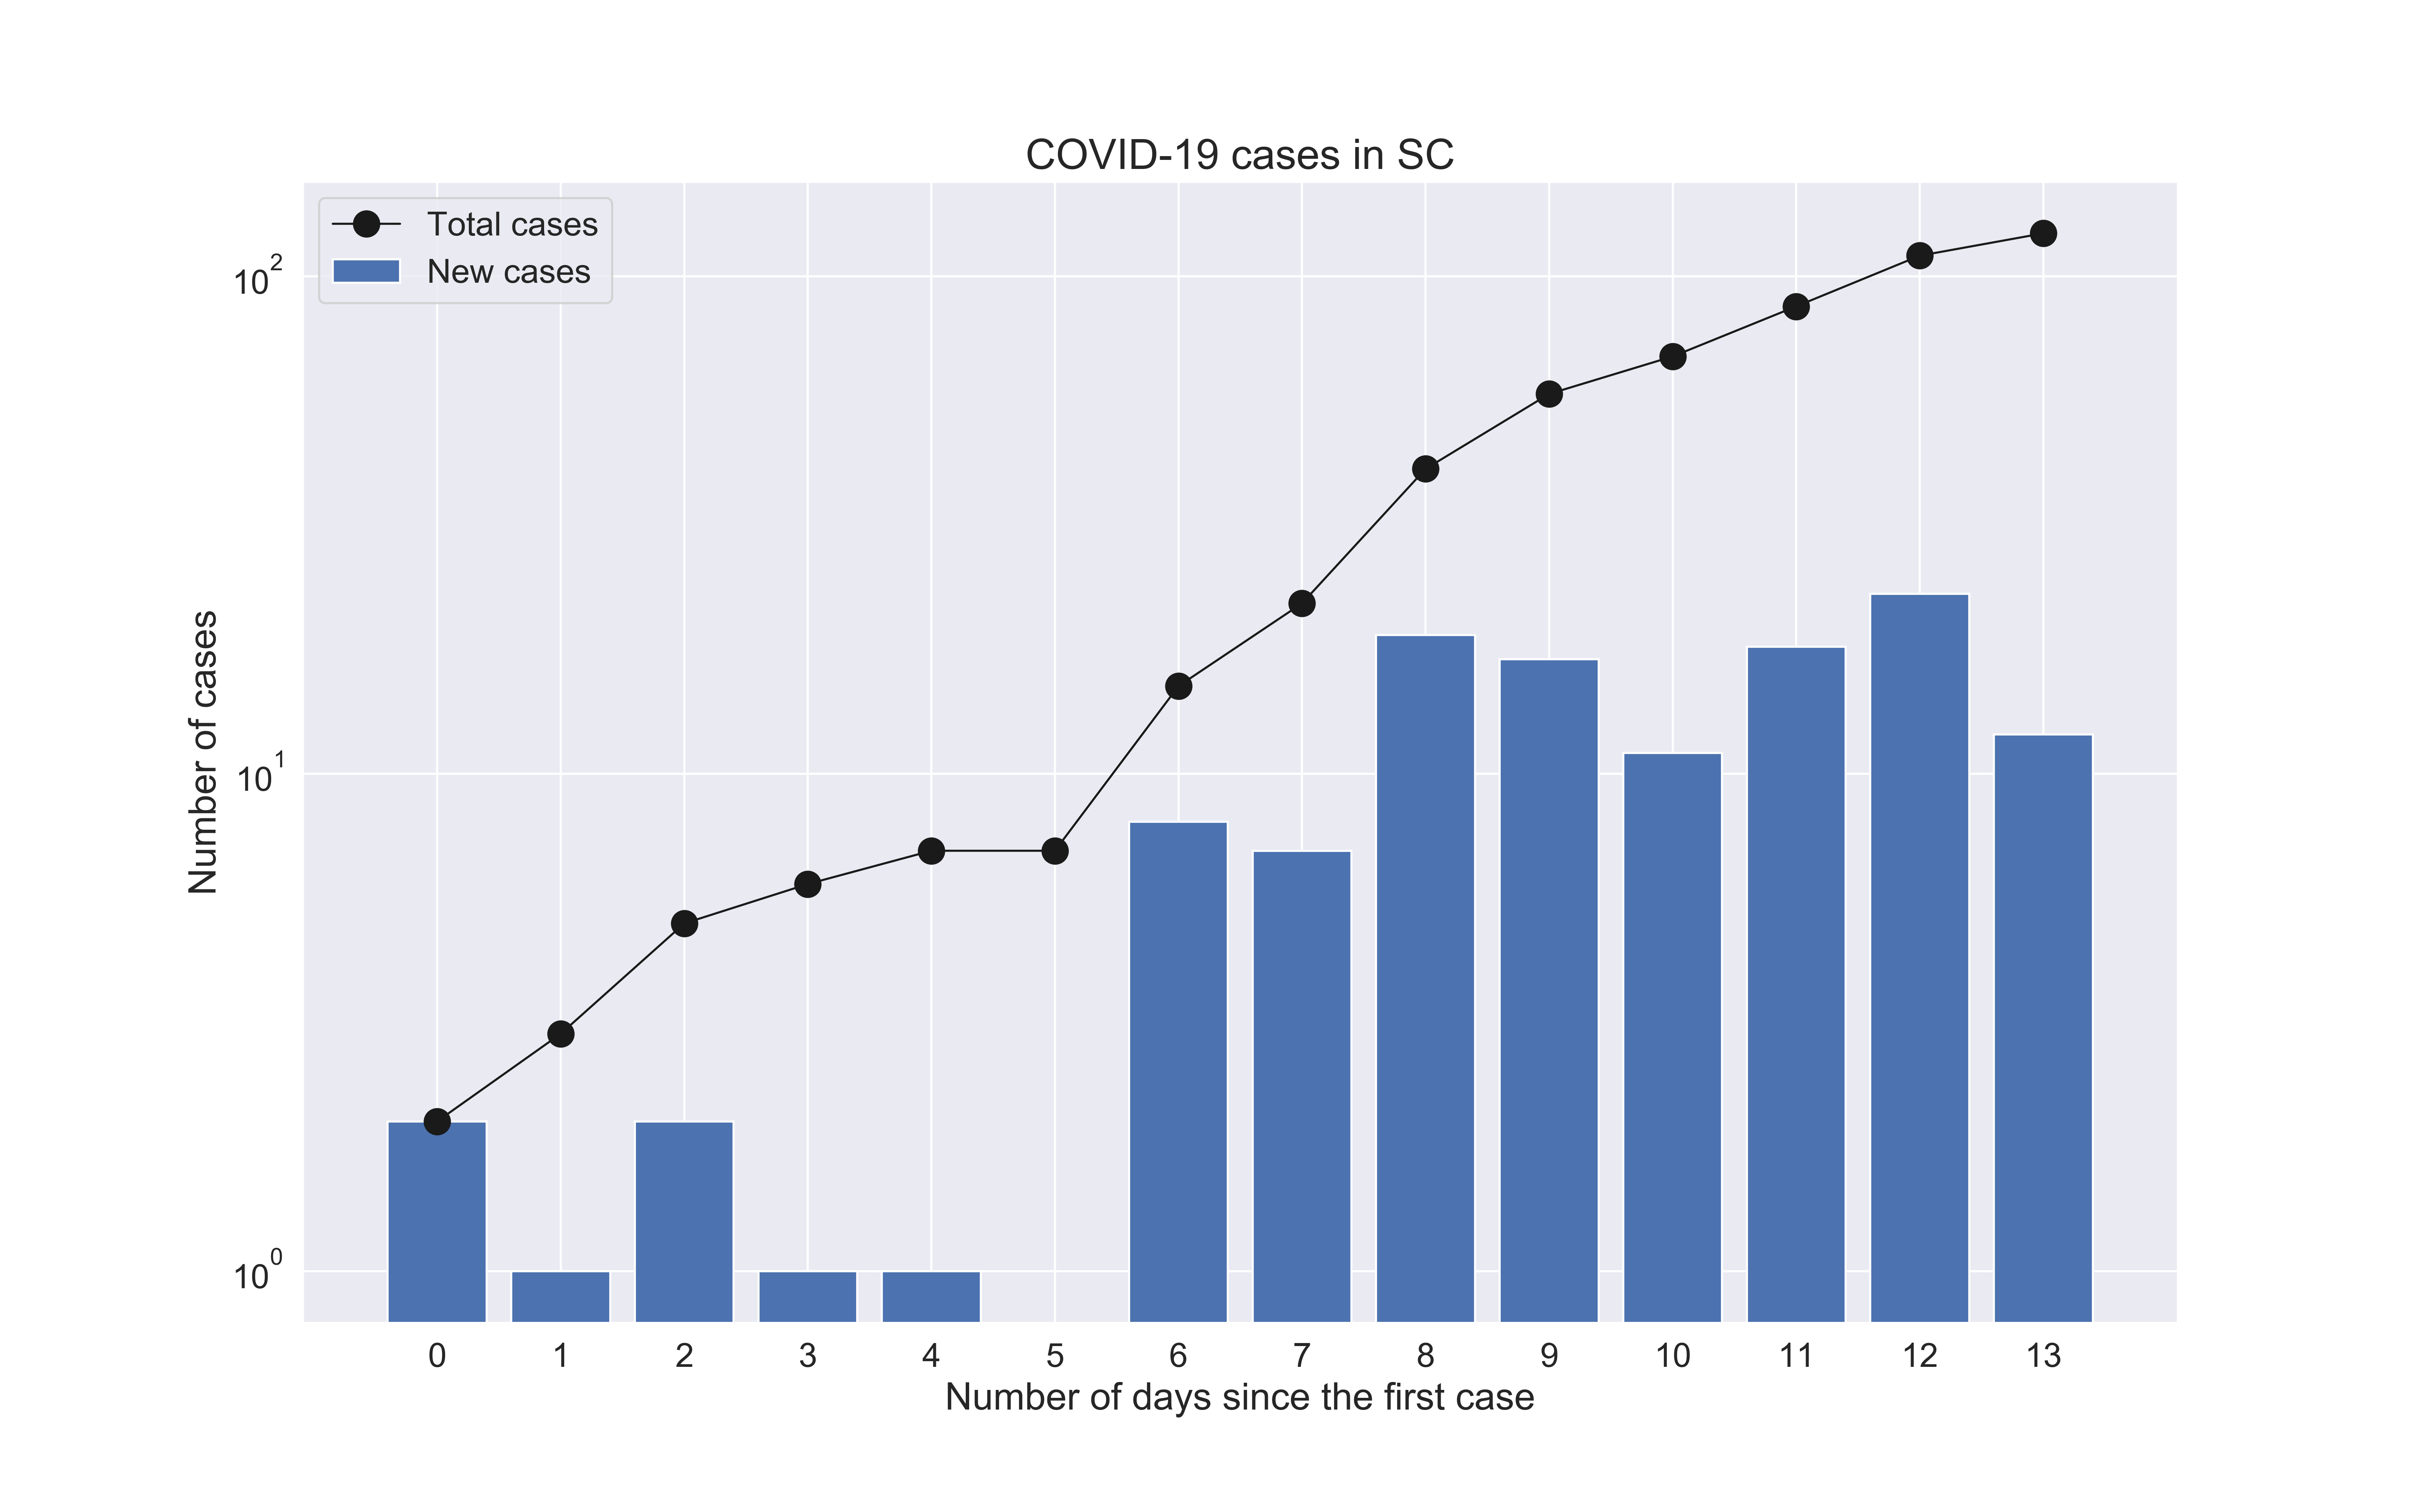 COVID-19 cases in SC
Total cases
New cases
10²
10¹
10⁰
Number of cases
0 1 2 3 4 5 6 7 8 9 10 11 12 13
Number of days since the first case